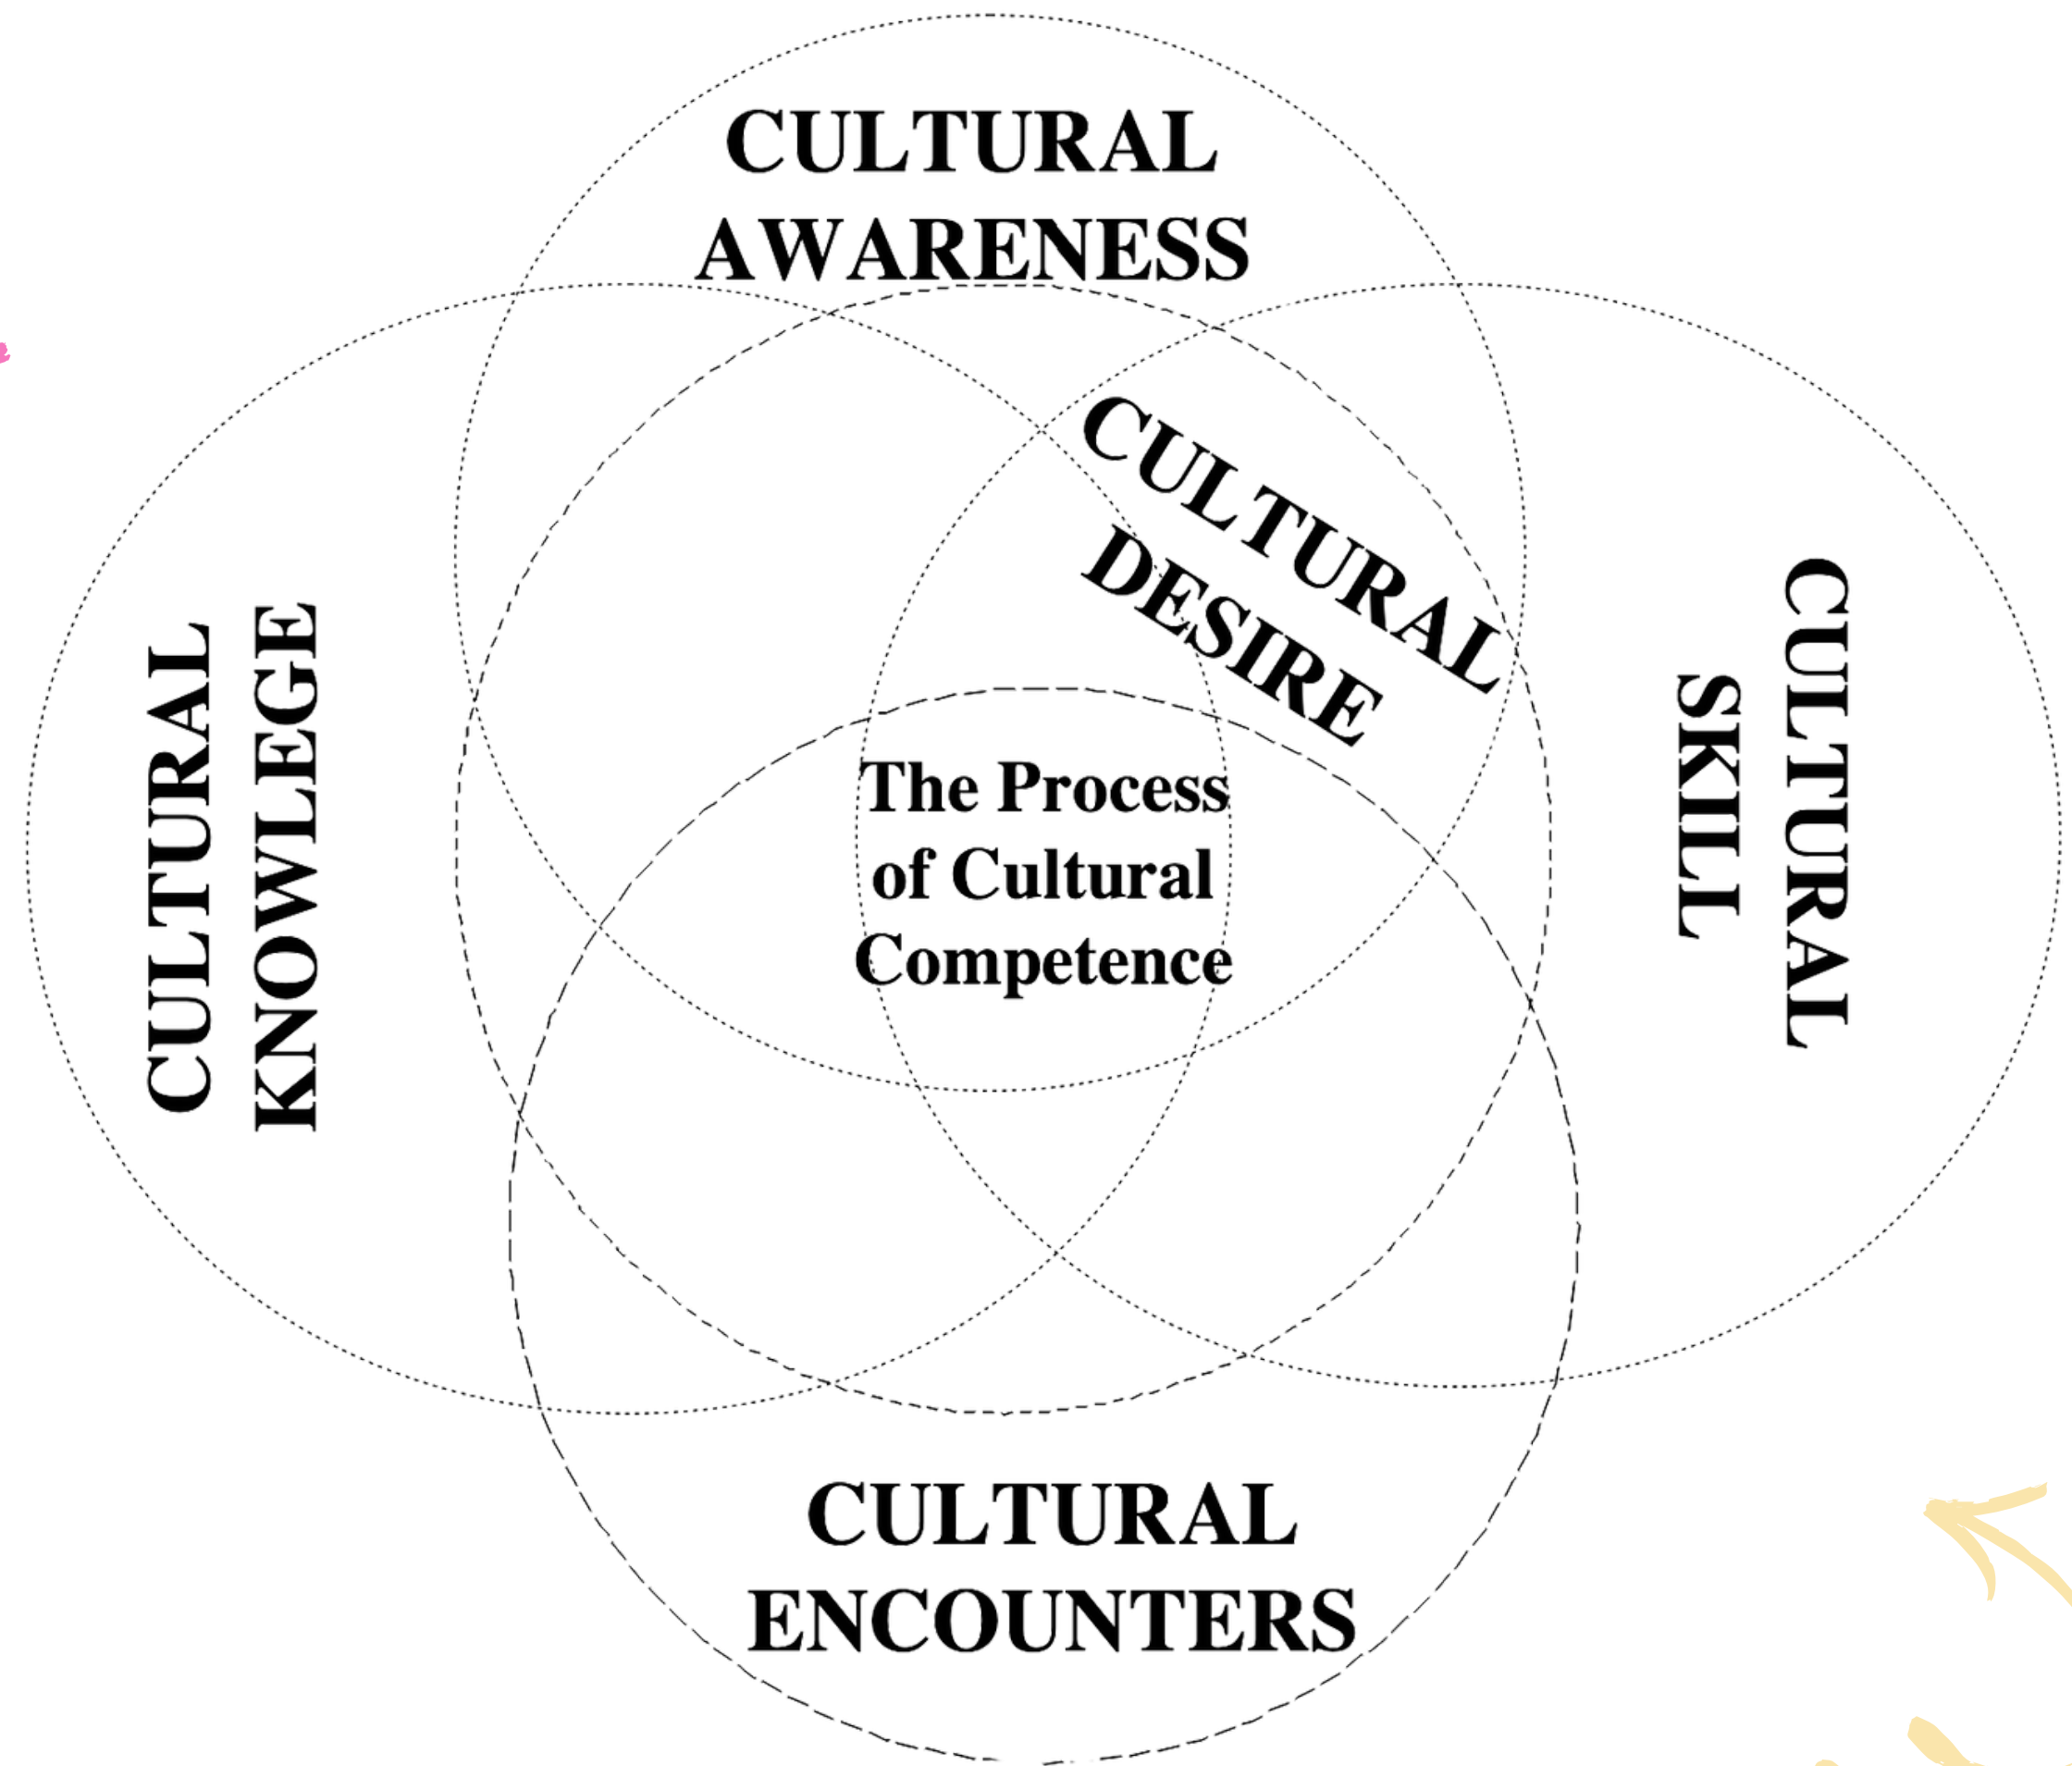 CULTURAL
AWARENESS
CULTURAL
DESIRE
CULTURAL
KNOWLEGE
The Process
of Cultural
Competence
CULTURAL
SKILL
CULTURAL
ENCOUNTERS